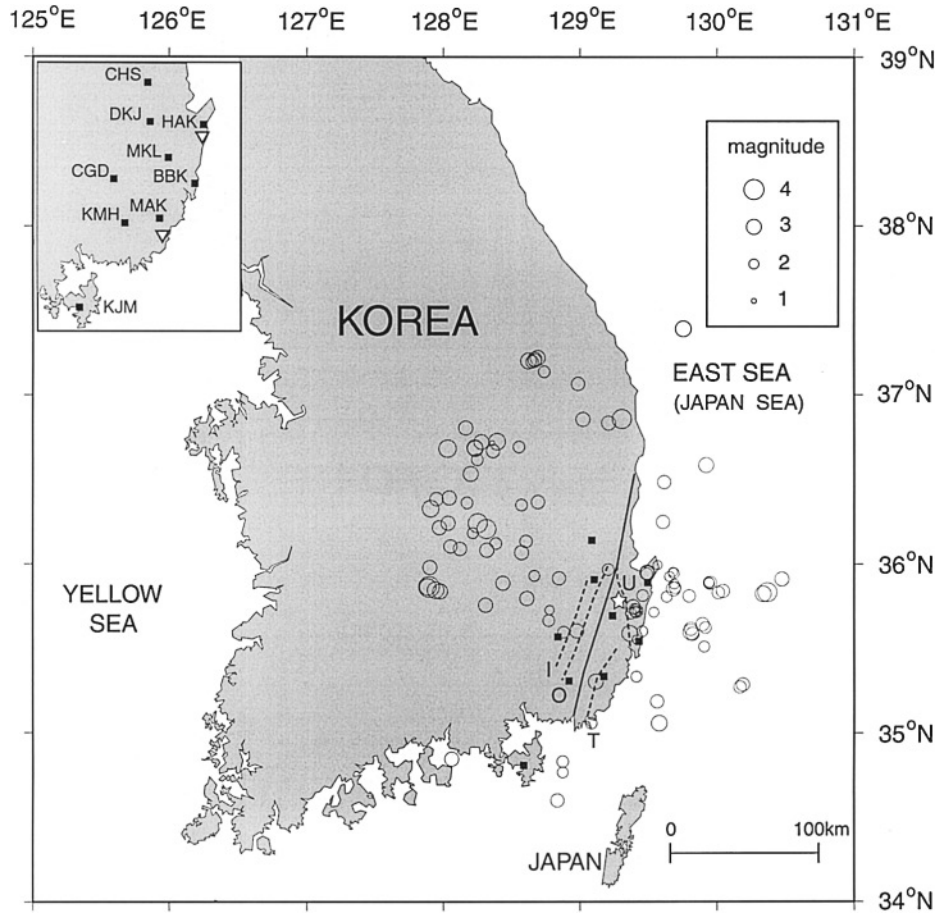 125°E 126°E 127°E 128°E 129°E 130°E 131°E
39°N
CHS
DKJ
HAK
MKL
CGD
BBK
KMH
MAK
KJM
magnitude
4
3
2
1
38°N
KOREA
EAST SEA
(JAPAN SEA)
37°N
36°N
YELLOW
SEA
U
I
O
T
35°N
0 100km
JAPAN
34°N